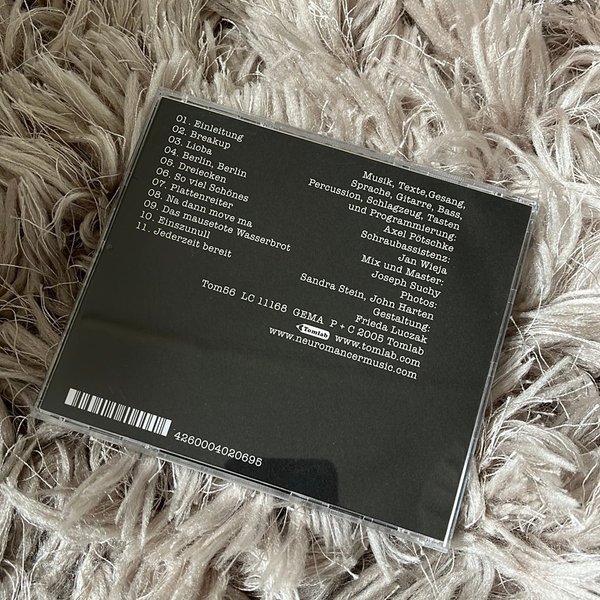 01. Einleitung
02. Breakup
03. Lioba
04. Berlin, Berlin
05. Dreiecken
06. So viel Schönes
07. Plattenreiter
08. Na dann move ma
09. Das mausetote Wasserbrot
10. Einszunull
11. Jederzeit bereit
Musik, Texte,Gesang,
Sprache, Gitarre, Bass,
Percussion, Schlagzeug, Tasten
und Programmierung:
Axel Pötschke
Schraubassistenz:
Jan Wieja
Mix und Master:
Joseph Suchy
Photos:
Sandra Stein, John Harten
Gestaltung:
Frieda Luczak
Tom56 LC 11168 GEMA P + C 2005 Tomlab
Tomlab www.tomlab.com
www.neuromancermusic.com
4260004020695